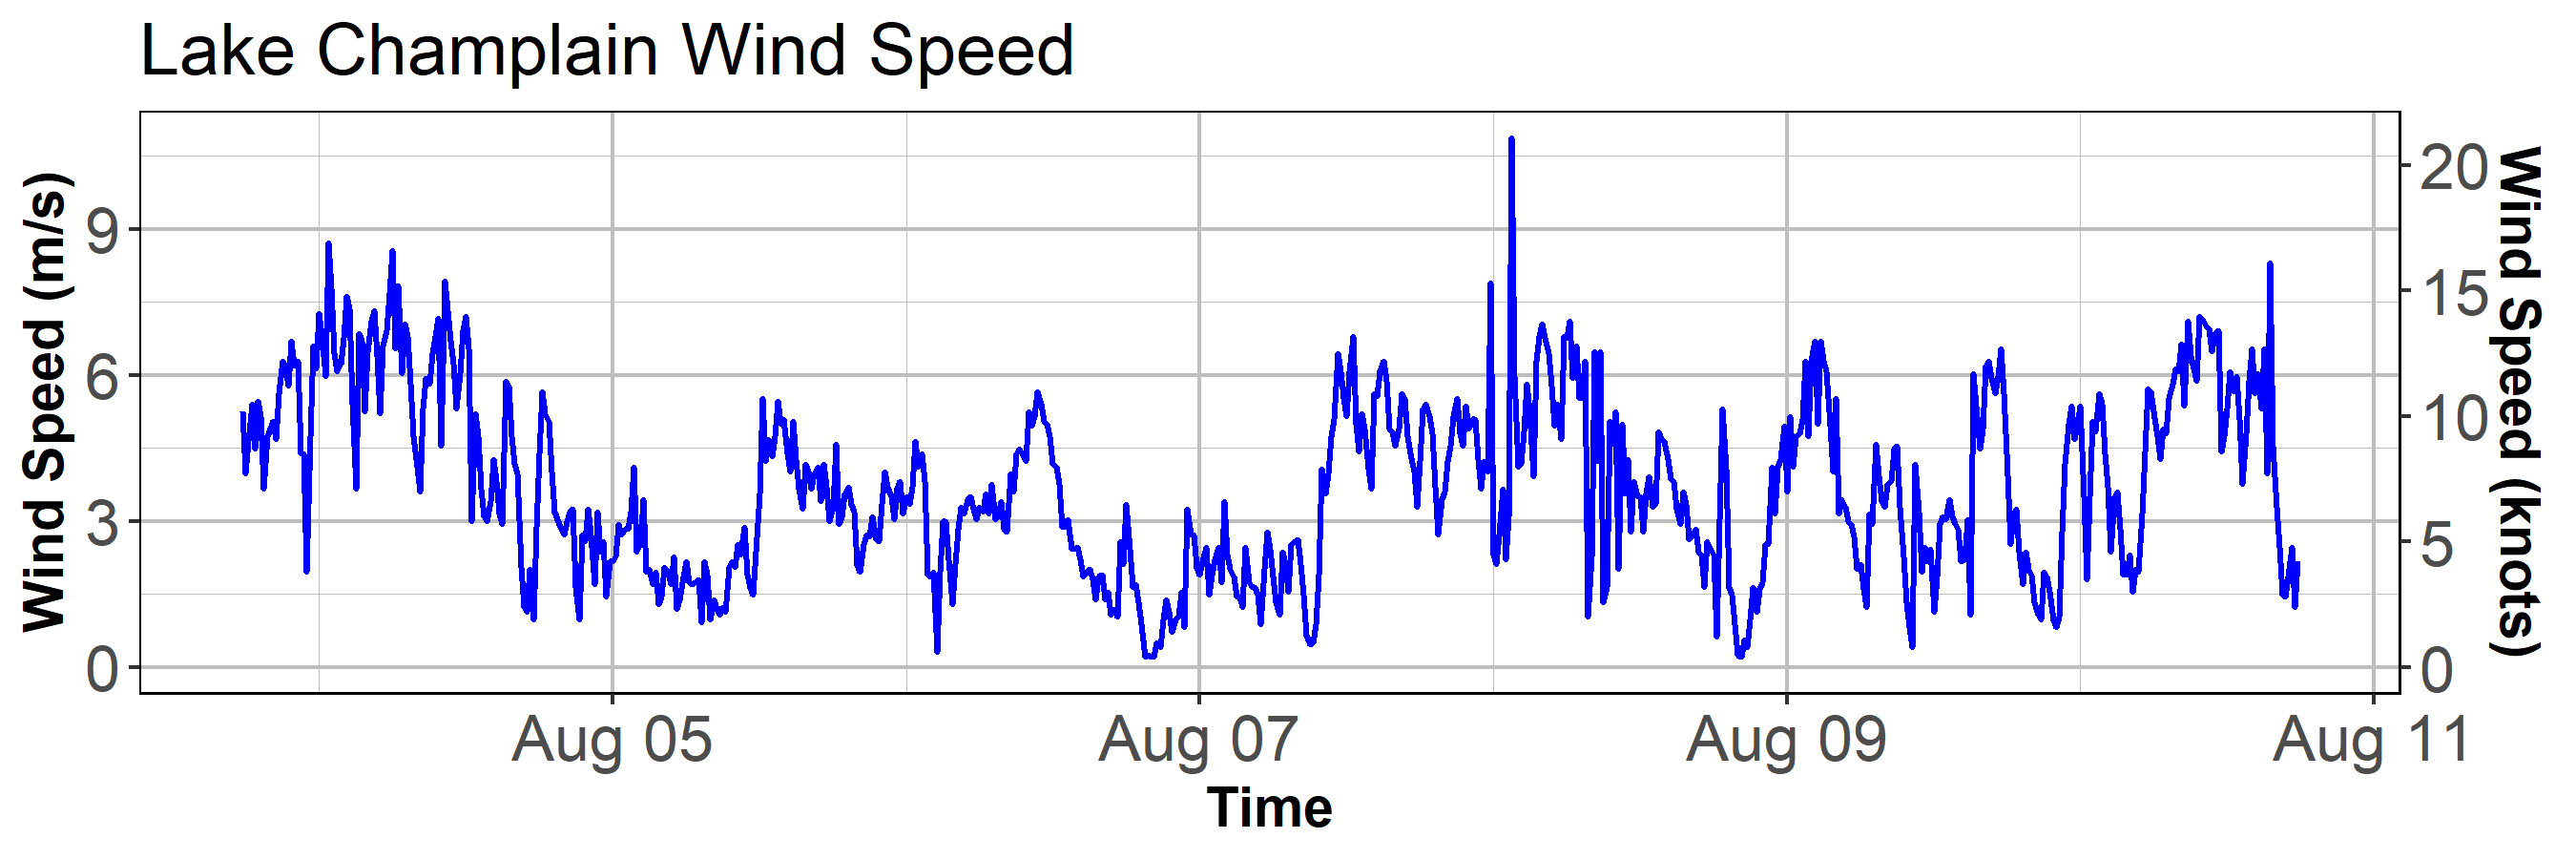 Lake Champlain Wind Speed
Wind Speed (m/s)
9
6
3
0
20
15
10
5
0
Wind Speed (knots)
Aug 05
Aug 07
Aug 09
Aug 11
Time